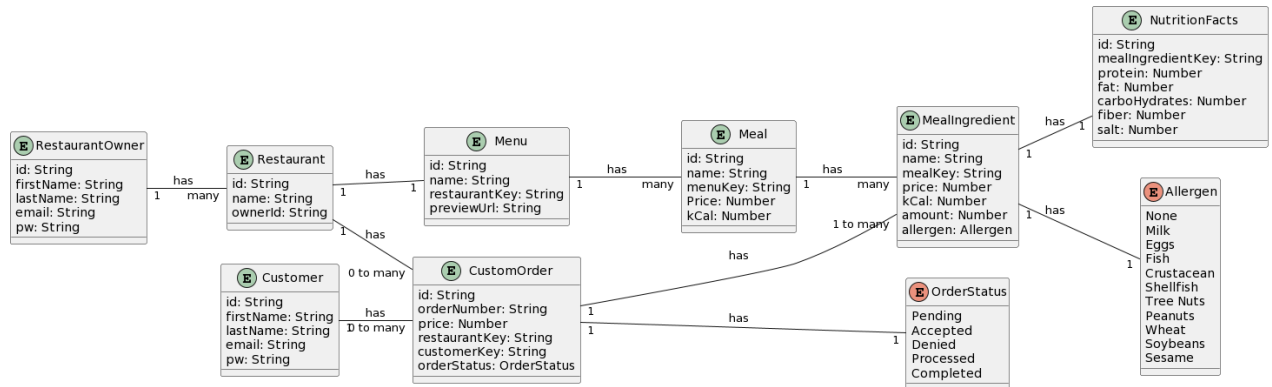 E NutritionFacts
id: String
mealIngredientKey: String
protein: Number
fat: Number
carboHydrates: Number
fiber: Number
salt: Number
E RestaurantOwner
id: String
firstName: String
lastName: String
email: String
pw: String
has
1
many
E Restaurant
id: String
name: String
ownerId: String
has
1
1
E Menu
id: String
name: String
restaurantKey: String
previewUrl: String
has
1
many
E Meal
id: String
name: String
menuKey: String
Price: Number
kCal: Number
has
1
many
E MealIngredient
id: String
name: String
mealKey: String
price: Number
kCal: Number
amount: Number
allergen: Allergen
has
1
1
has
1
1
E Allergen
None
Milk
Eggs
Fish
Crustacean
Shellfish
Tree Nuts
Peanuts
Wheat
Soybeans
Sesame
1
has
0 to many
E Customer
id: String
firstName: String
lastName: String
email: String
pw: String
has
1
0 to many
E CustomOrder
id: String
orderNumber: String
price: Number
restaurantKey: String
customerKey: String
orderStatus: OrderStatus
1 to many
has
1
has
1
1
E OrderStatus
Pending
Accepted
Denied
Processed
Completed